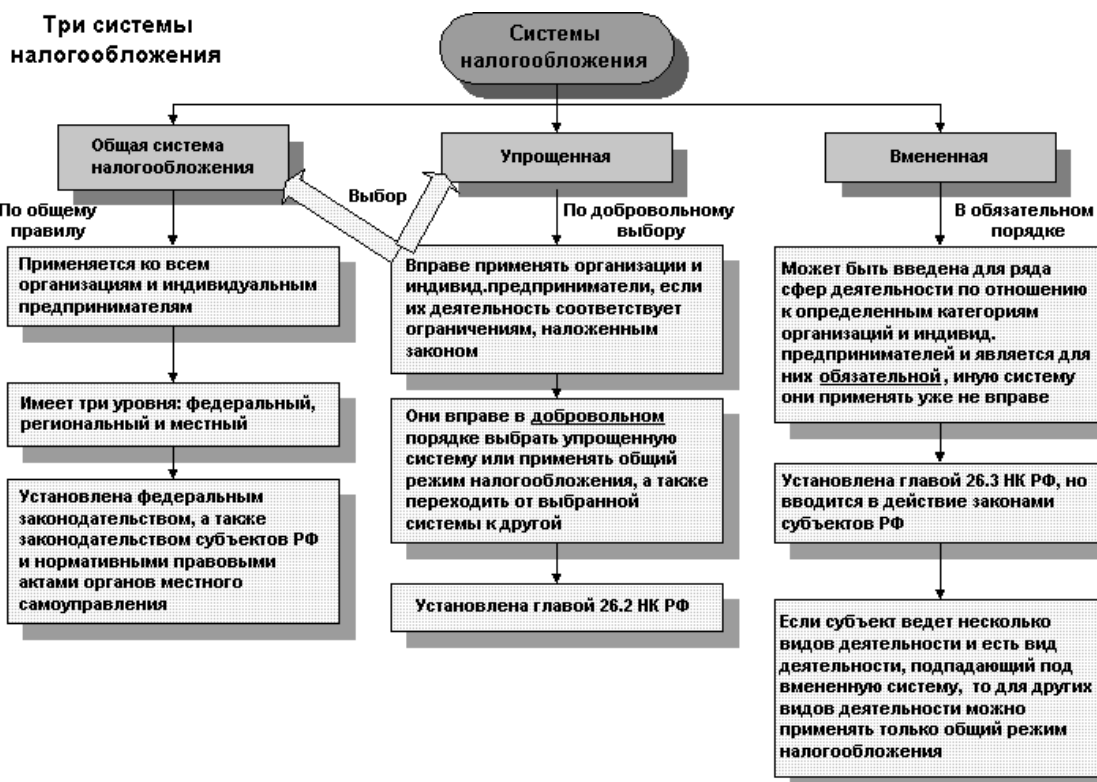 Три системы
налогообложения
Системы
налогообложения
Общая система
налогообложения
Упрощенная
Вмененная
Выбор
По общему
правилу
По добровольному
выбору
В обязательном
порядке
Применяется ко всем
организациям и индивидуальным
предпринимателям
Имеет три уровня: федеральный,
региональный и местный
Установлена федеральным
законодательством, а также
законодательством субъектов РФ
и нормативными правовыми
актами органов местного
самоуправления
Вправе применять организации и
индивид.предприниматели, если
их деятельность соответствует
ограничениям, наложенным
законом
Они вправе в добровольном
порядке выбрать упрощенную
систему или применять общий
режим налогообложения, а также
переходить от выбранной
системы к другой
Установлена главой 26.2 НК РФ
Может быть введена для ряда
сфер деятельности по отношению
к определенным категориям
организаций и индивид.
предпринимателей и является для
них обязательной, иную систему
они применять уже не вправе
Установлена главой 26.3 НК РФ, но
вводится в действие законами
субъектов РФ
Если субъект ведет несколько
видов деятельности и есть вид
деятельности, подпадающий под
вмененную систему, то для других
видов деятельности можно
применять только общий режим
налогообложения